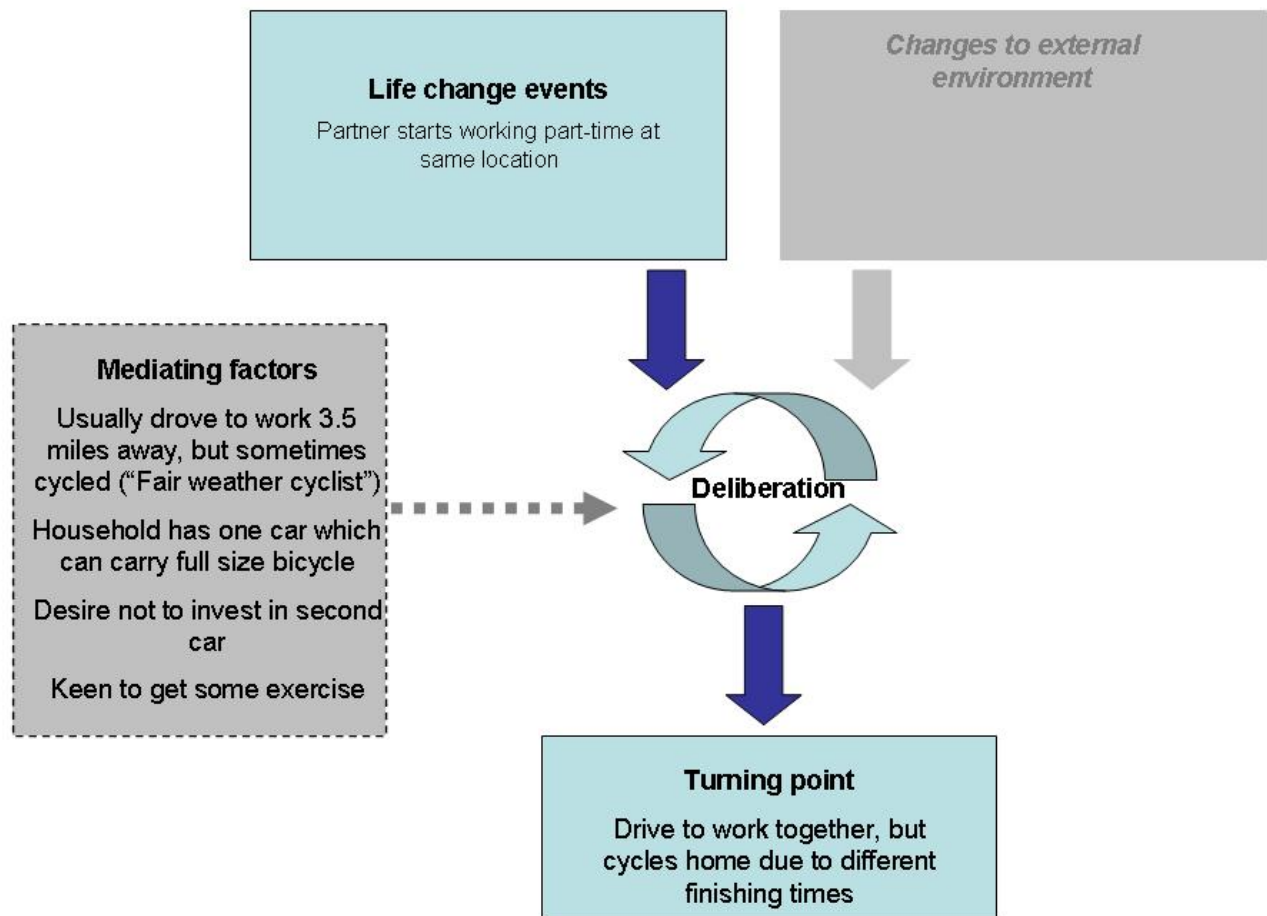 Life change events
Partner starts working part-time at
same location
Changes to external
environment
Mediating factors
Usually drove to work 3.5
miles away, but sometimes
cycled (“Fair weather cyclist”)
Household has one car which
can carry full size bicycle
Desire not to invest in second
car
Keen to get some exercise
Deliberation
Turning point
Drive to work together, but
cycles home due to different
finishing times